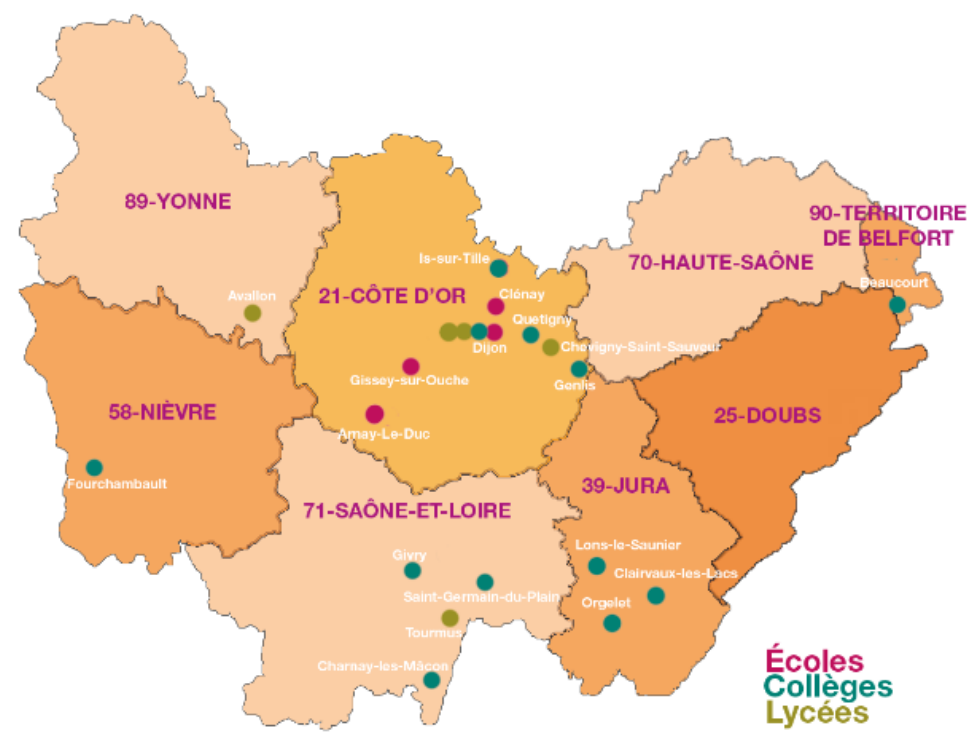 89-YONNE
90-TERRITOIRE
DE BELFORT
Is-sur-Tille
70-HAUTE-SAÔNE
Beaucourt
Avallon
21-CÔTE D'OR
Clénay
Quetigny
Dijon
Chevigny-Saint-Sauveur
Gissey-sur-Ouche
Genlis
58-NIÈVRE
25-DOUBS
Arnay-Le-Duc
Fourchambault
39-JURA
71-SAÔNE-ET-LOIRE
Lons-le-Saunier
Givry
Clairvaux-les-Lacs
Saint-Germain-du-Plain
Orgelet
Tournus
Charnay-les-Mâcon
Écoles
Collèges
Lycées